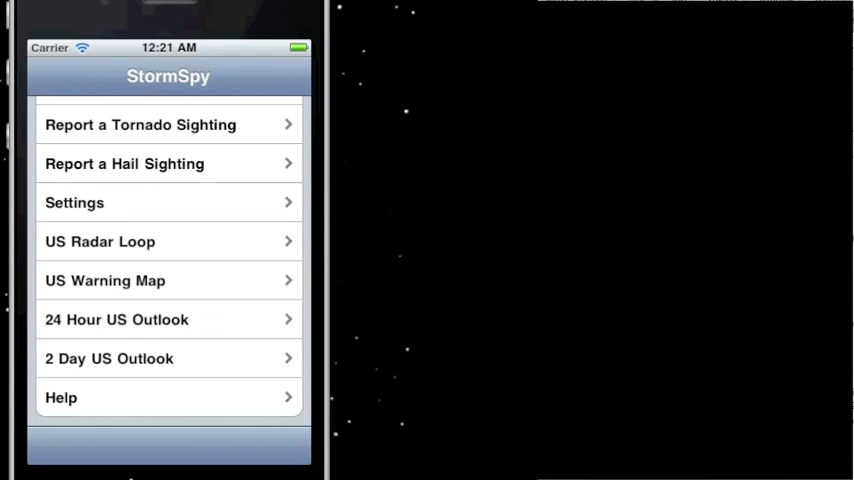 Carrier 12:21 AM
StormSpy
Report a Tornado Sighting
Report a Hail Sighting
Settings
US Radar Loop
US Warning Map
24 Hour US Outlook
2 Day US Outlook
Help